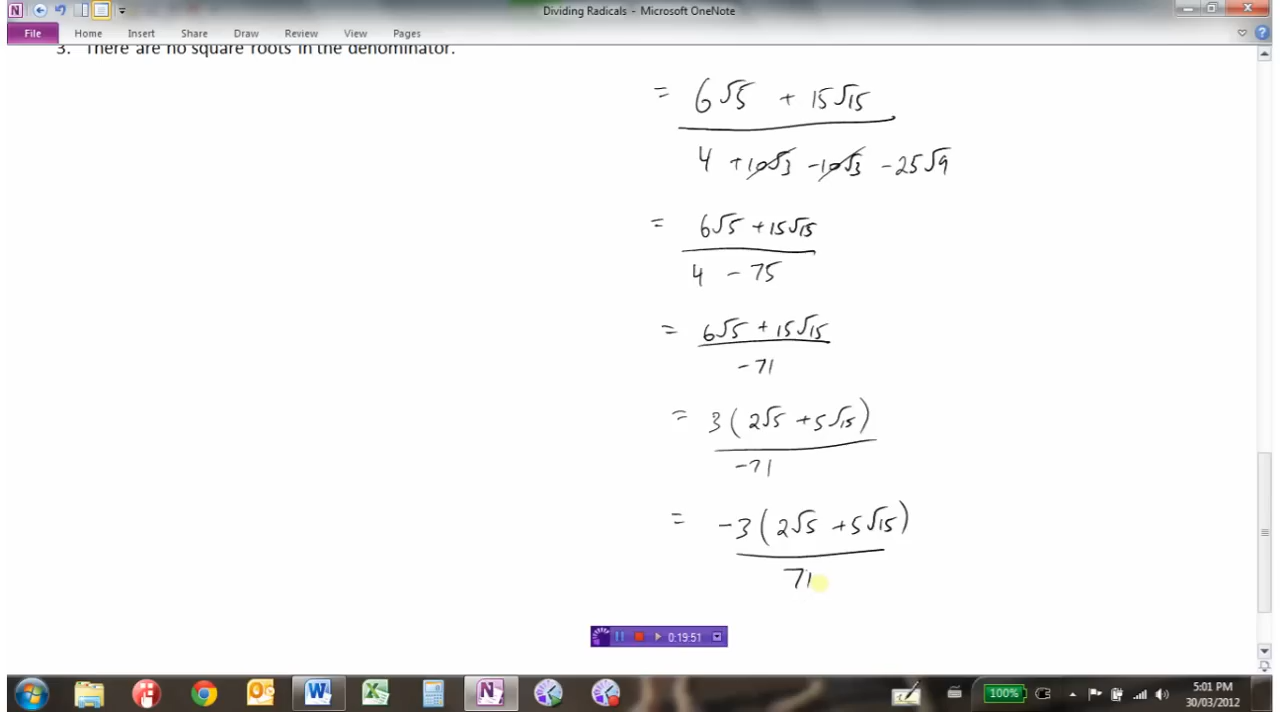 Dividing Radicals - Microsoft OneNote
File Home Insert Share Draw Review View Pages
3. There are no square roots in the denominator.
= 6√5 + 15√15
4 +10√3 -10√3 -25√9
= 6√5 +15√15
4 - 75
= 6√5 + 15√15
-71
= 3(2√5 +5√15)
-71
= -3(2√5 +5√15)
71
0:19:51
100%
5:01 PM
30/03/2012